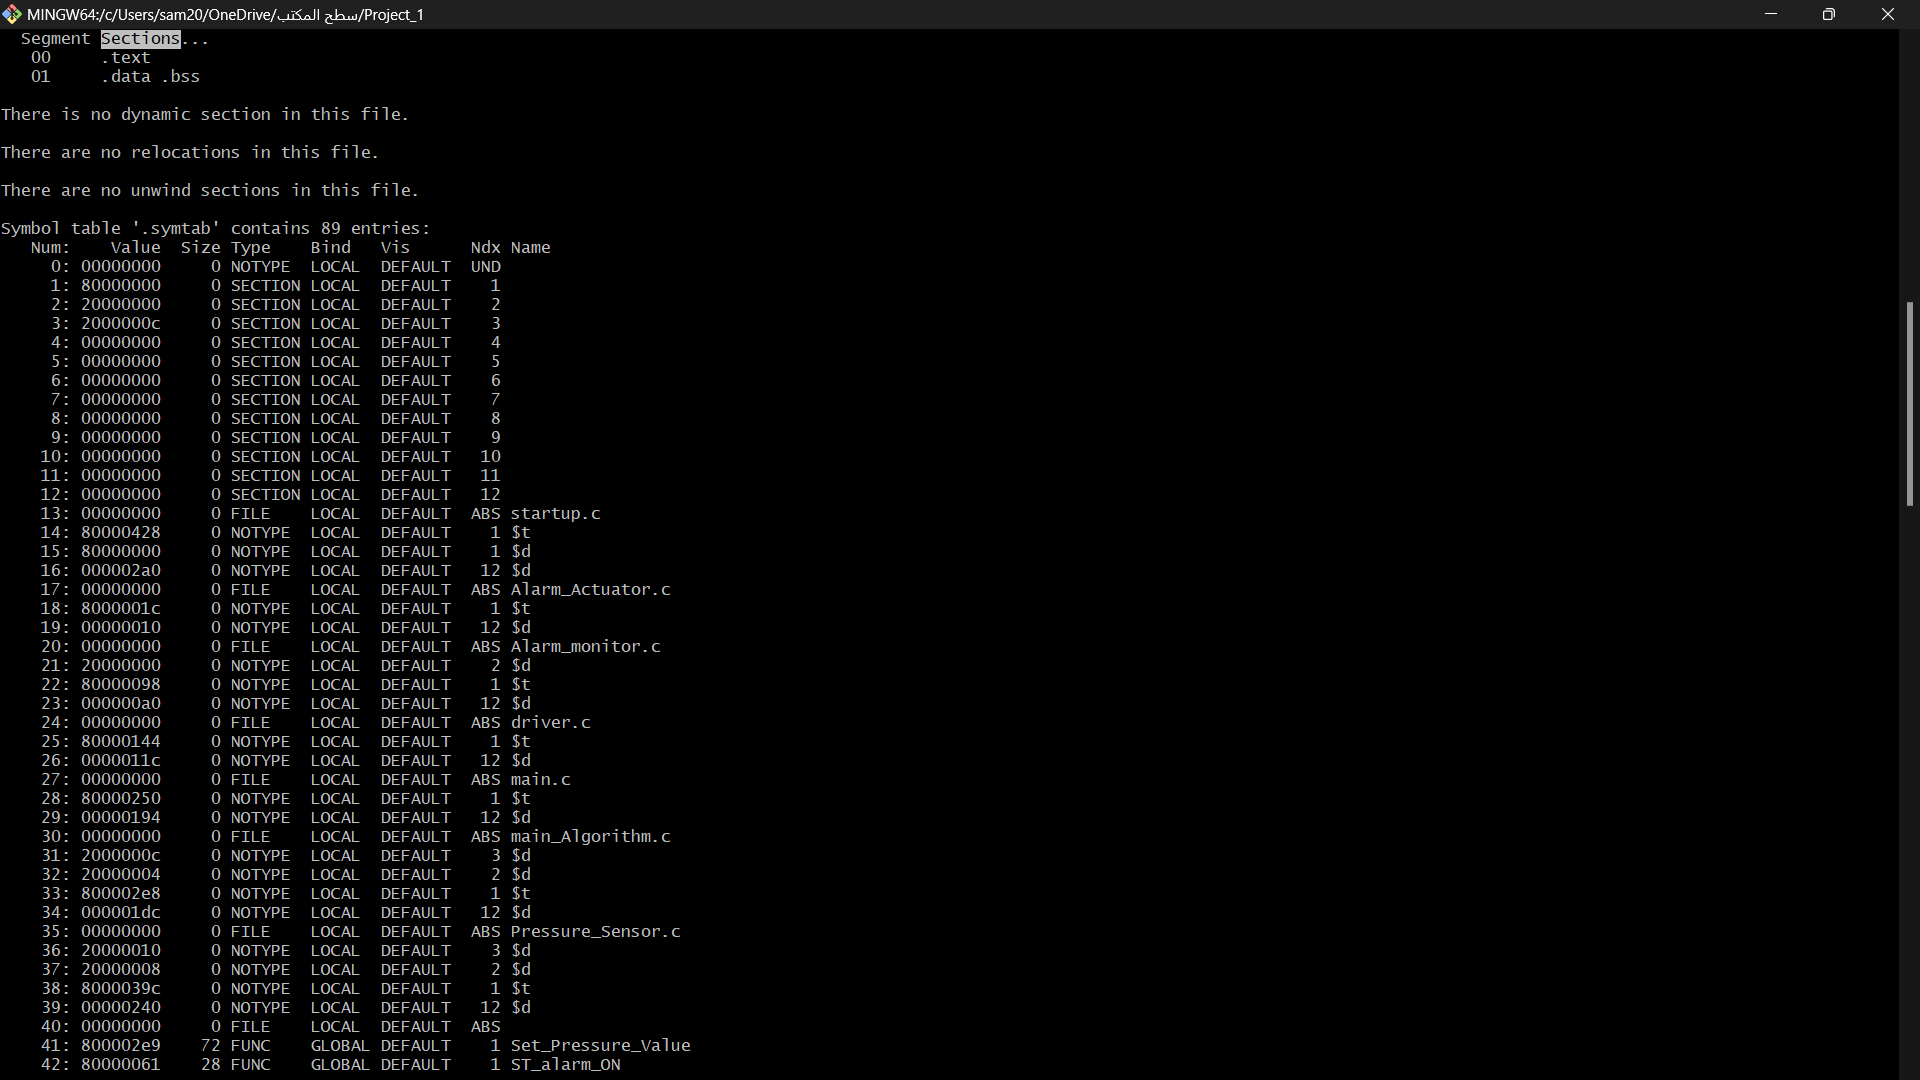 MINGW64:/c/Users/sam20/OneDrive/سطح المكتب/Project_1
Segment Sections...
00 .text
01 .data .bss
There is no dynamic section in this file.
There are no relocations in this file.
There are no unwind sections in this file.
Symbol table '.symtab' contains 89 entries:
Num: Value Size Type Bind Vis Ndx Name
0: 00000000 0 NOTYPE LOCAL DEFAULT UND
1: 80000000 0 SECTION LOCAL DEFAULT 1
2: 20000000 0 SECTION LOCAL DEFAULT 2
3: 2000000c 0 SECTION LOCAL DEFAULT 3
4: 00000000 0 SECTION LOCAL DEFAULT 4
5: 00000000 0 SECTION LOCAL DEFAULT 5
6: 00000000 0 SECTION LOCAL DEFAULT 6
7: 00000000 0 SECTION LOCAL DEFAULT 7
8: 00000000 0 SECTION LOCAL DEFAULT 8
9: 00000000 0 SECTION LOCAL DEFAULT 9
10: 00000000 0 SECTION LOCAL DEFAULT 10
11: 00000000 0 SECTION LOCAL DEFAULT 11
12: 00000000 0 SECTION LOCAL DEFAULT 12
13: 00000000 0 FILE LOCAL DEFAULT ABS startup.c
14: 80000428 0 NOTYPE LOCAL DEFAULT 1 $t
15: 80000000 0 NOTYPE LOCAL DEFAULT 1 $d
16: 000002a0 0 NOTYPE LOCAL DEFAULT 12 $d
17: 00000000 0 FILE LOCAL DEFAULT ABS Alarm_Actuator.c
18: 8000001c 0 NOTYPE LOCAL DEFAULT 1 $t
19: 00000010 0 NOTYPE LOCAL DEFAULT 12 $d
20: 00000000 0 FILE LOCAL DEFAULT ABS Alarm_monitor.c
21: 20000000 0 NOTYPE LOCAL DEFAULT 2 $d
22: 80000098 0 NOTYPE LOCAL DEFAULT 1 $t
23: 000000a0 0 NOTYPE LOCAL DEFAULT 12 $d
24: 00000000 0 FILE LOCAL DEFAULT ABS driver.c
25: 80000144 0 NOTYPE LOCAL DEFAULT 1 $t
26: 0000011c 0 NOTYPE LOCAL DEFAULT 12 $d
27: 00000000 0 FILE LOCAL DEFAULT ABS main.c
28: 80000250 0 NOTYPE LOCAL DEFAULT 1 $t
29: 00000194 0 NOTYPE LOCAL DEFAULT 12 $d
30: 00000000 0 FILE LOCAL DEFAULT ABS main_Algorithm.c
31: 2000000c 0 NOTYPE LOCAL DEFAULT 3 $d
32: 20000004 0 NOTYPE LOCAL DEFAULT 2 $d
33: 800002e8 0 NOTYPE LOCAL DEFAULT 1 $t
34: 000001dc 0 NOTYPE LOCAL DEFAULT 12 $d
35: 00000000 0 FILE LOCAL DEFAULT ABS Pressure_Sensor.c
36: 20000010 0 NOTYPE LOCAL DEFAULT 3 $d
37: 20000008 0 NOTYPE LOCAL DEFAULT 2 $d
38: 8000039c 0 NOTYPE LOCAL DEFAULT 1 $t
39: 00000240 0 NOTYPE LOCAL DEFAULT 12 $d
40: 00000000 0 FILE LOCAL DEFAULT ABS
41: 800002e9 72 FUNC GLOBAL DEFAULT 1 Set_Pressure_Value
42: 80000061 28 FUNC GLOBAL DEFAULT 1 ST_alarm_ON